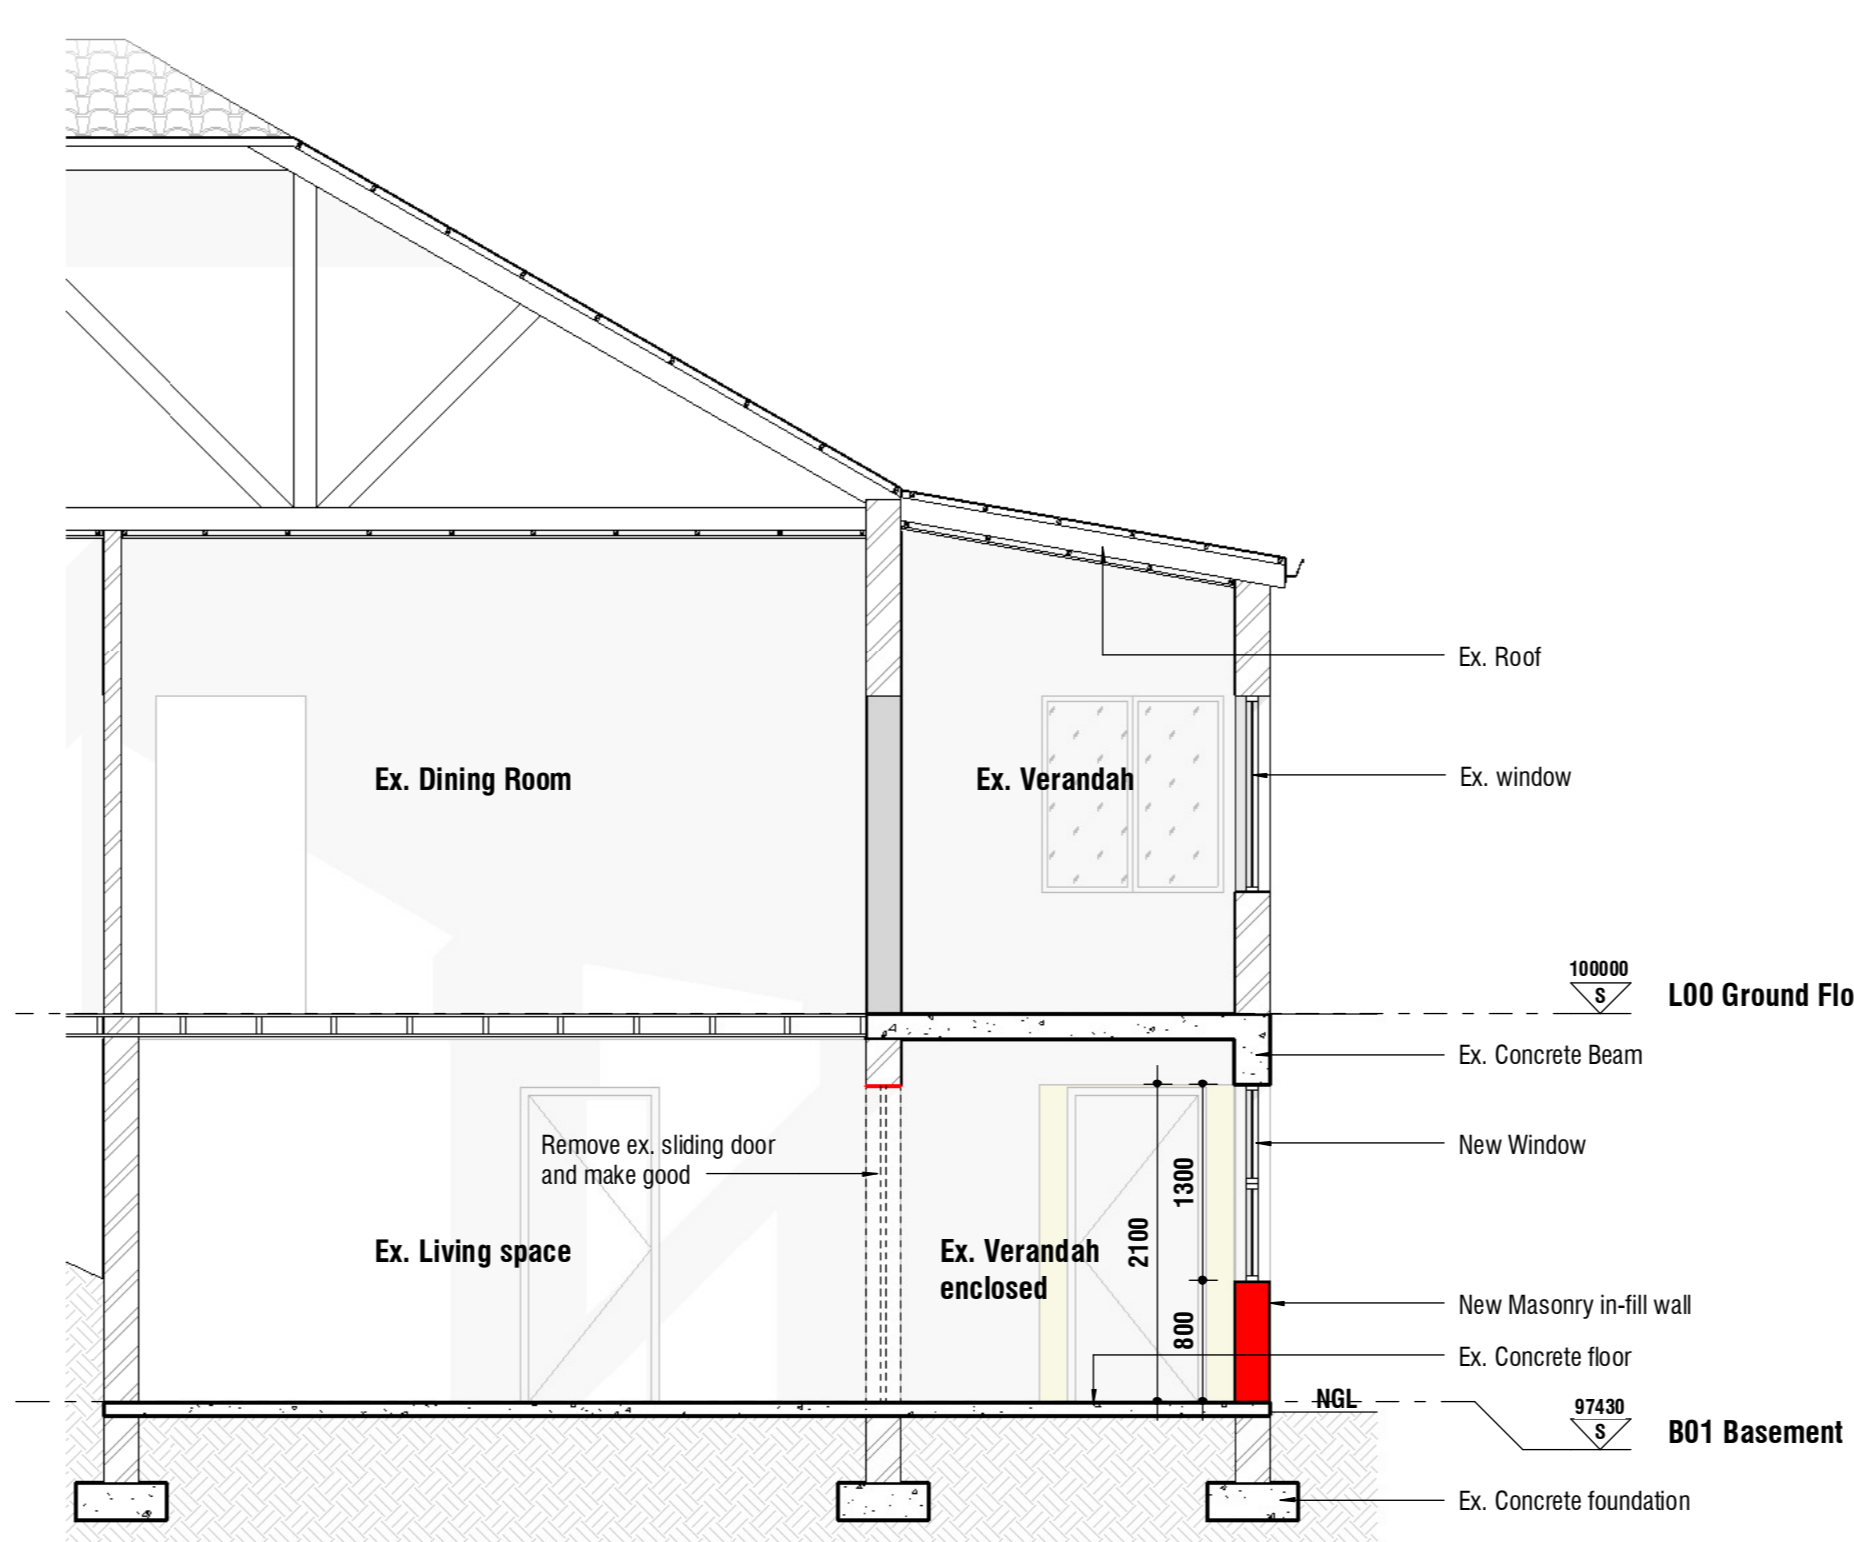 Ex. Roof
Ex. Dining Room
Ex. Verandah
Ex. window
100000
S
L00 Ground Flo
Ex. Concrete Beam
Remove ex. sliding door
and make good
New Window
1300
2100
Ex. Living space
Ex. Verandah
enclosed
800
New Masonry in-fill wall
Ex. Concrete floor
NGL
97430
S
B01 Basement
Ex. Concrete foundation